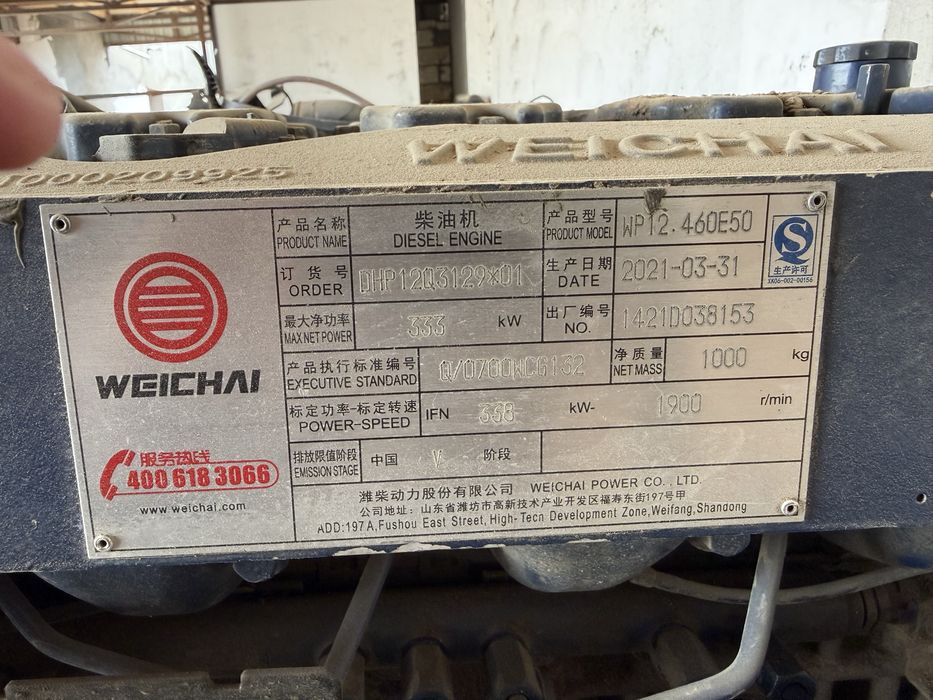 WEICHAI
1000209925
产品名称 柴油机 产品型号 WP12.460E50
PRODUCT NAME DIESEL ENGINE PRODUCT MODEL
订货号 DHP12Q3129*01 生产日期 2021-03-31
ORDER DATE
生产许可
XK06-002-00156
最大净功率 333 kW 出厂编号 1421D038153
MAX NET POWER NO.
产品执行标准编号 Q/0700WCG132 净质量 1000 kg
EXECUTIVE STANDARD NET MASS
标定功率-标定转速 IFN 338 kW- 1900 r/min
POWER-SPEED
排放限值阶段 中国 V 阶段
EMISSION STAGE
WEICHAI
服务热线
400 618 3066
www.weichai.com
潍柴动力股份有限公司 WEICHAI POWER CO., LTD.
公司地址：山东省潍坊市高新技术产业开发区福寿东街197号甲
ADD:197A,Fushou East Street, High-Tecn Development Zone,Weifang,Shandong